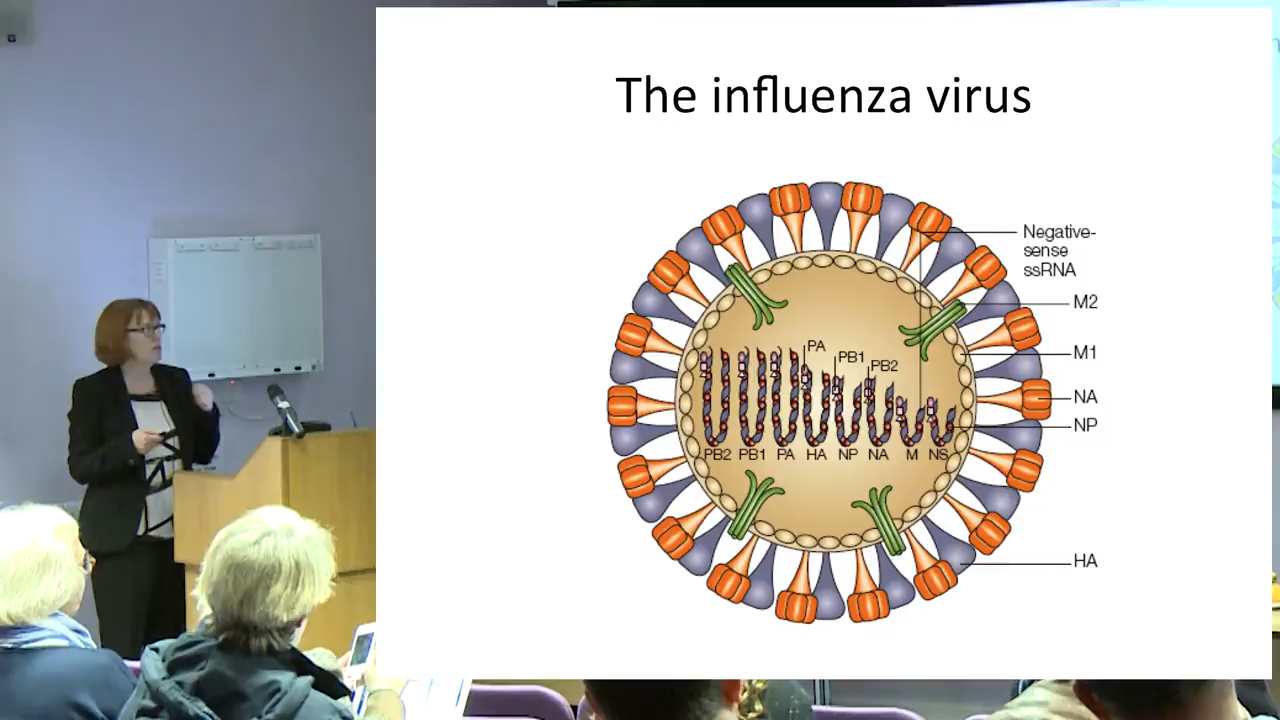 The influenza virus
Negative-
sense
ssRNA
M2
M1
NA
NP
HA
PA
PB1
PB2
PB2 PB1 PA HA NP NA M NS